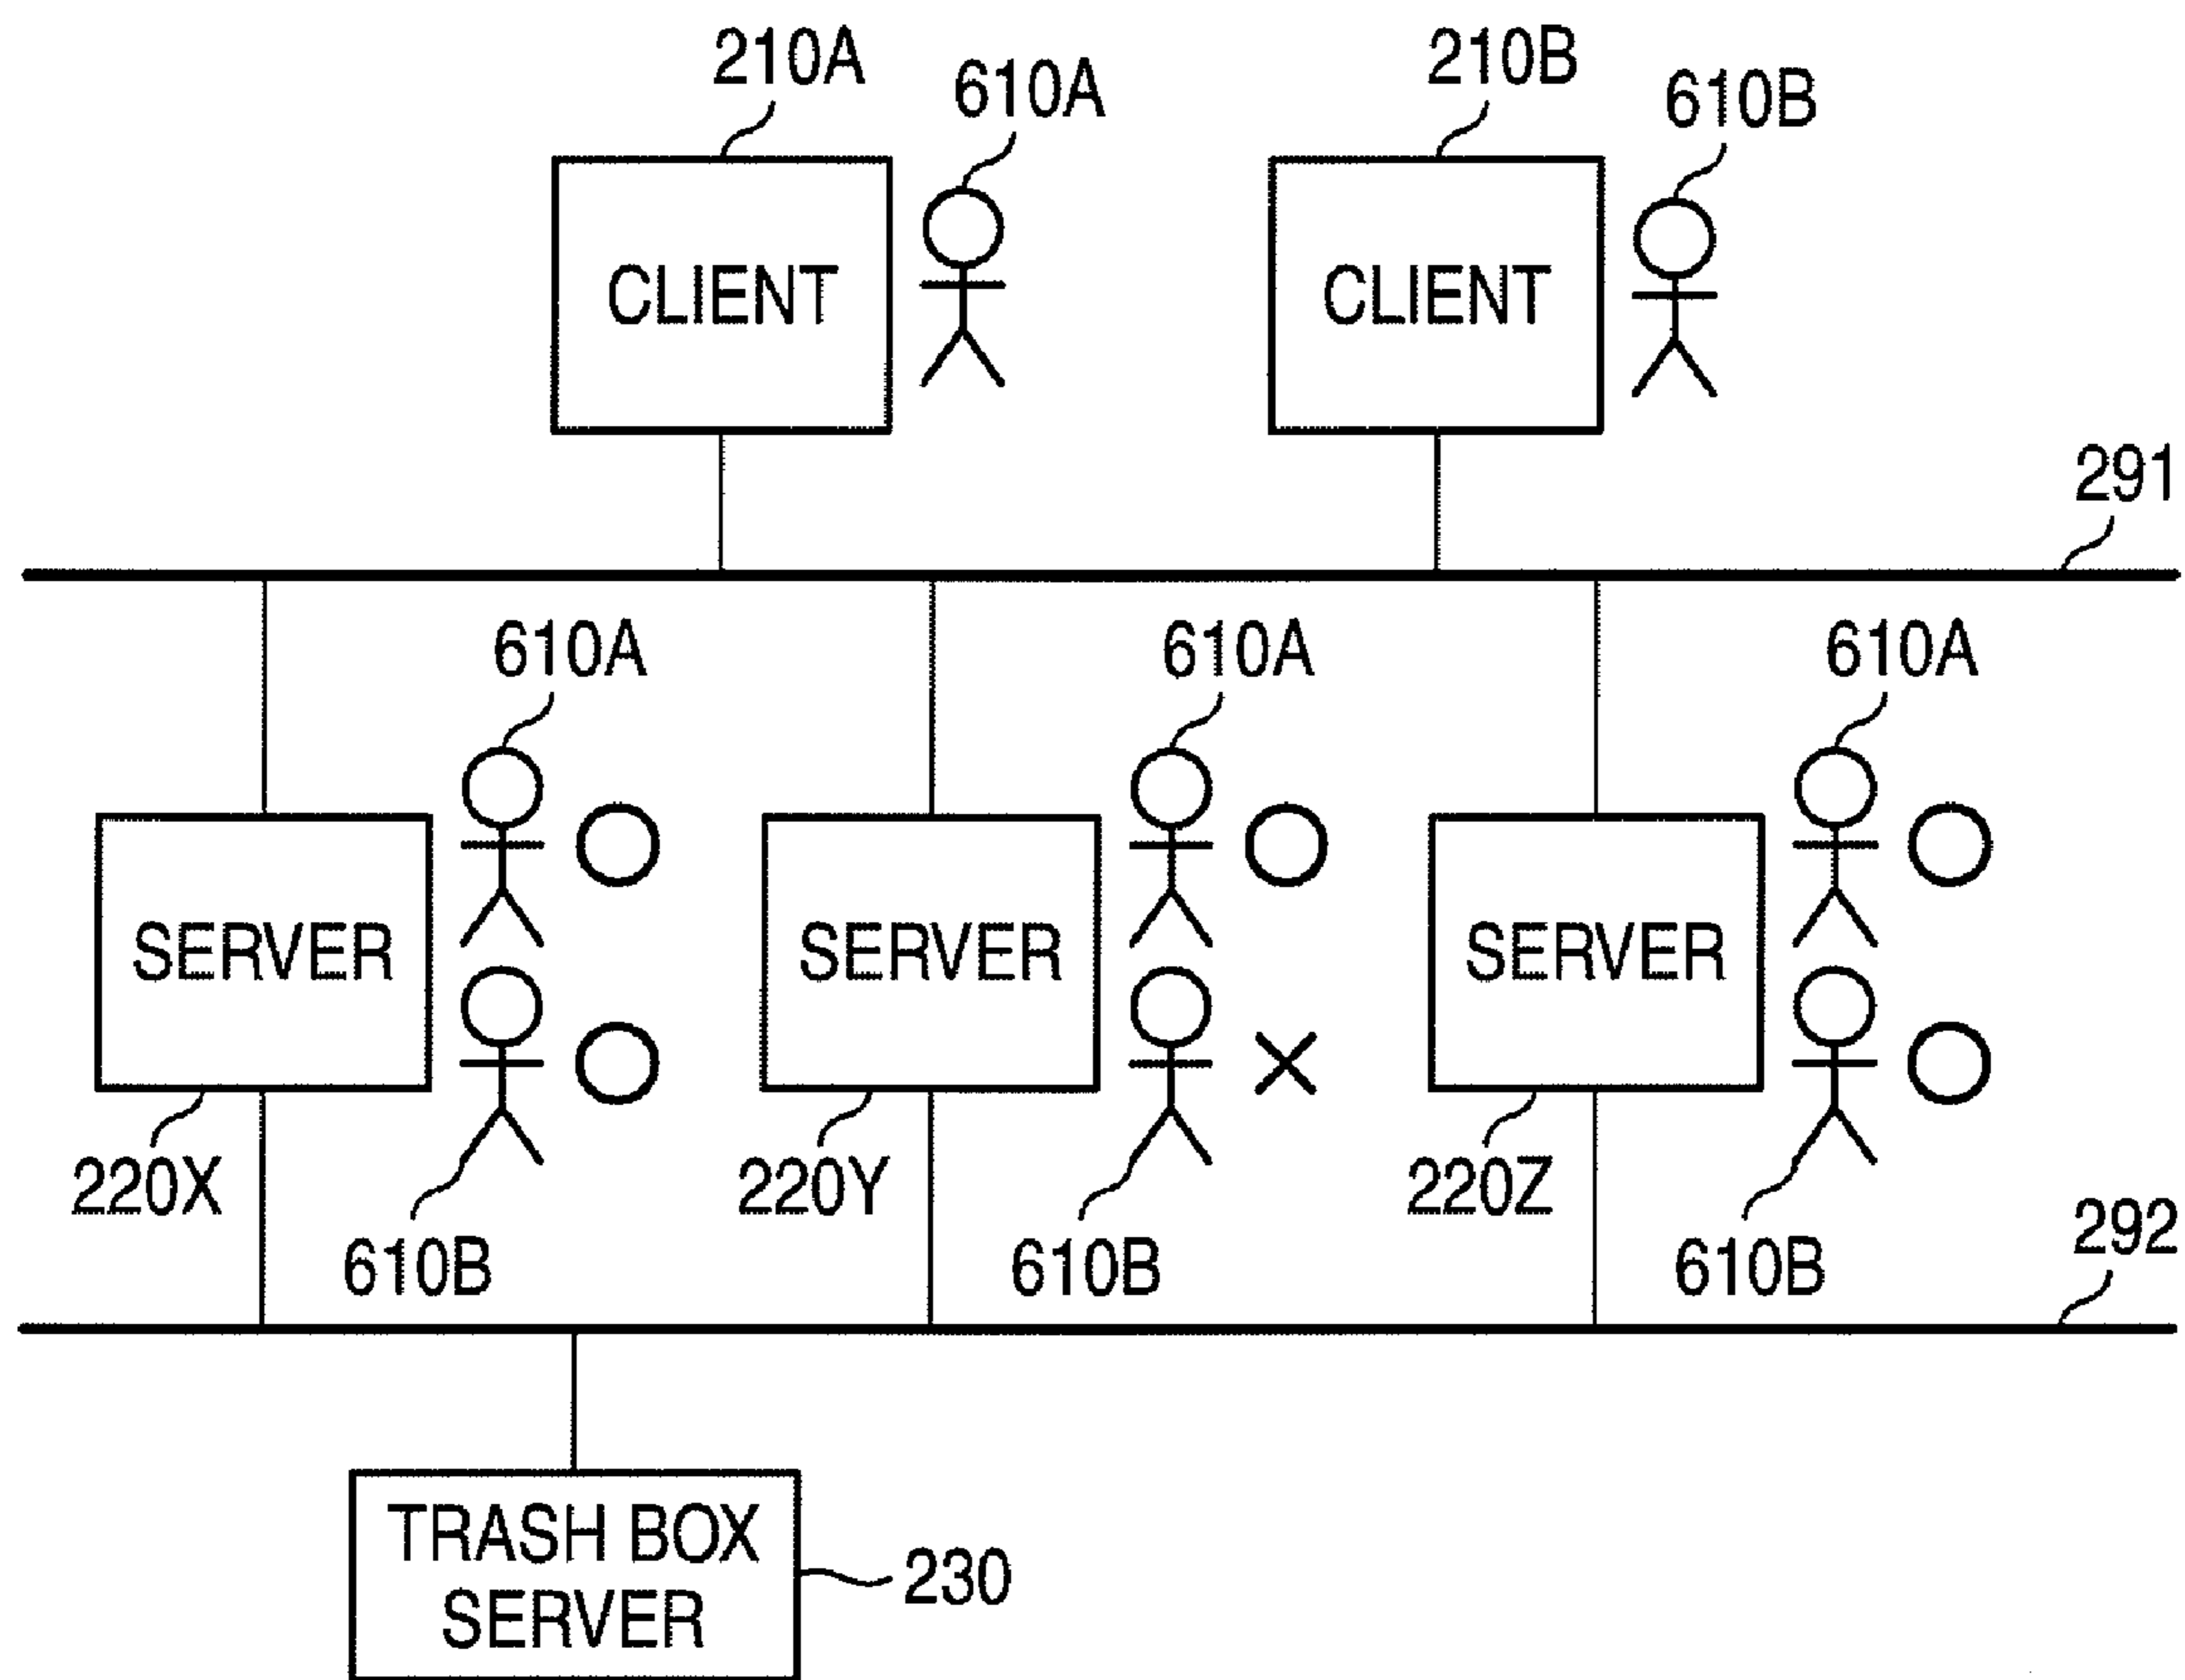 210A
610A
210B
610B
CLIENT
CLIENT
291
610A
610A
610A
SERVER
SERVER
SERVER
220X
220Y
220Z
610B
610B
610B
292
TRASH BOX
SERVER
230